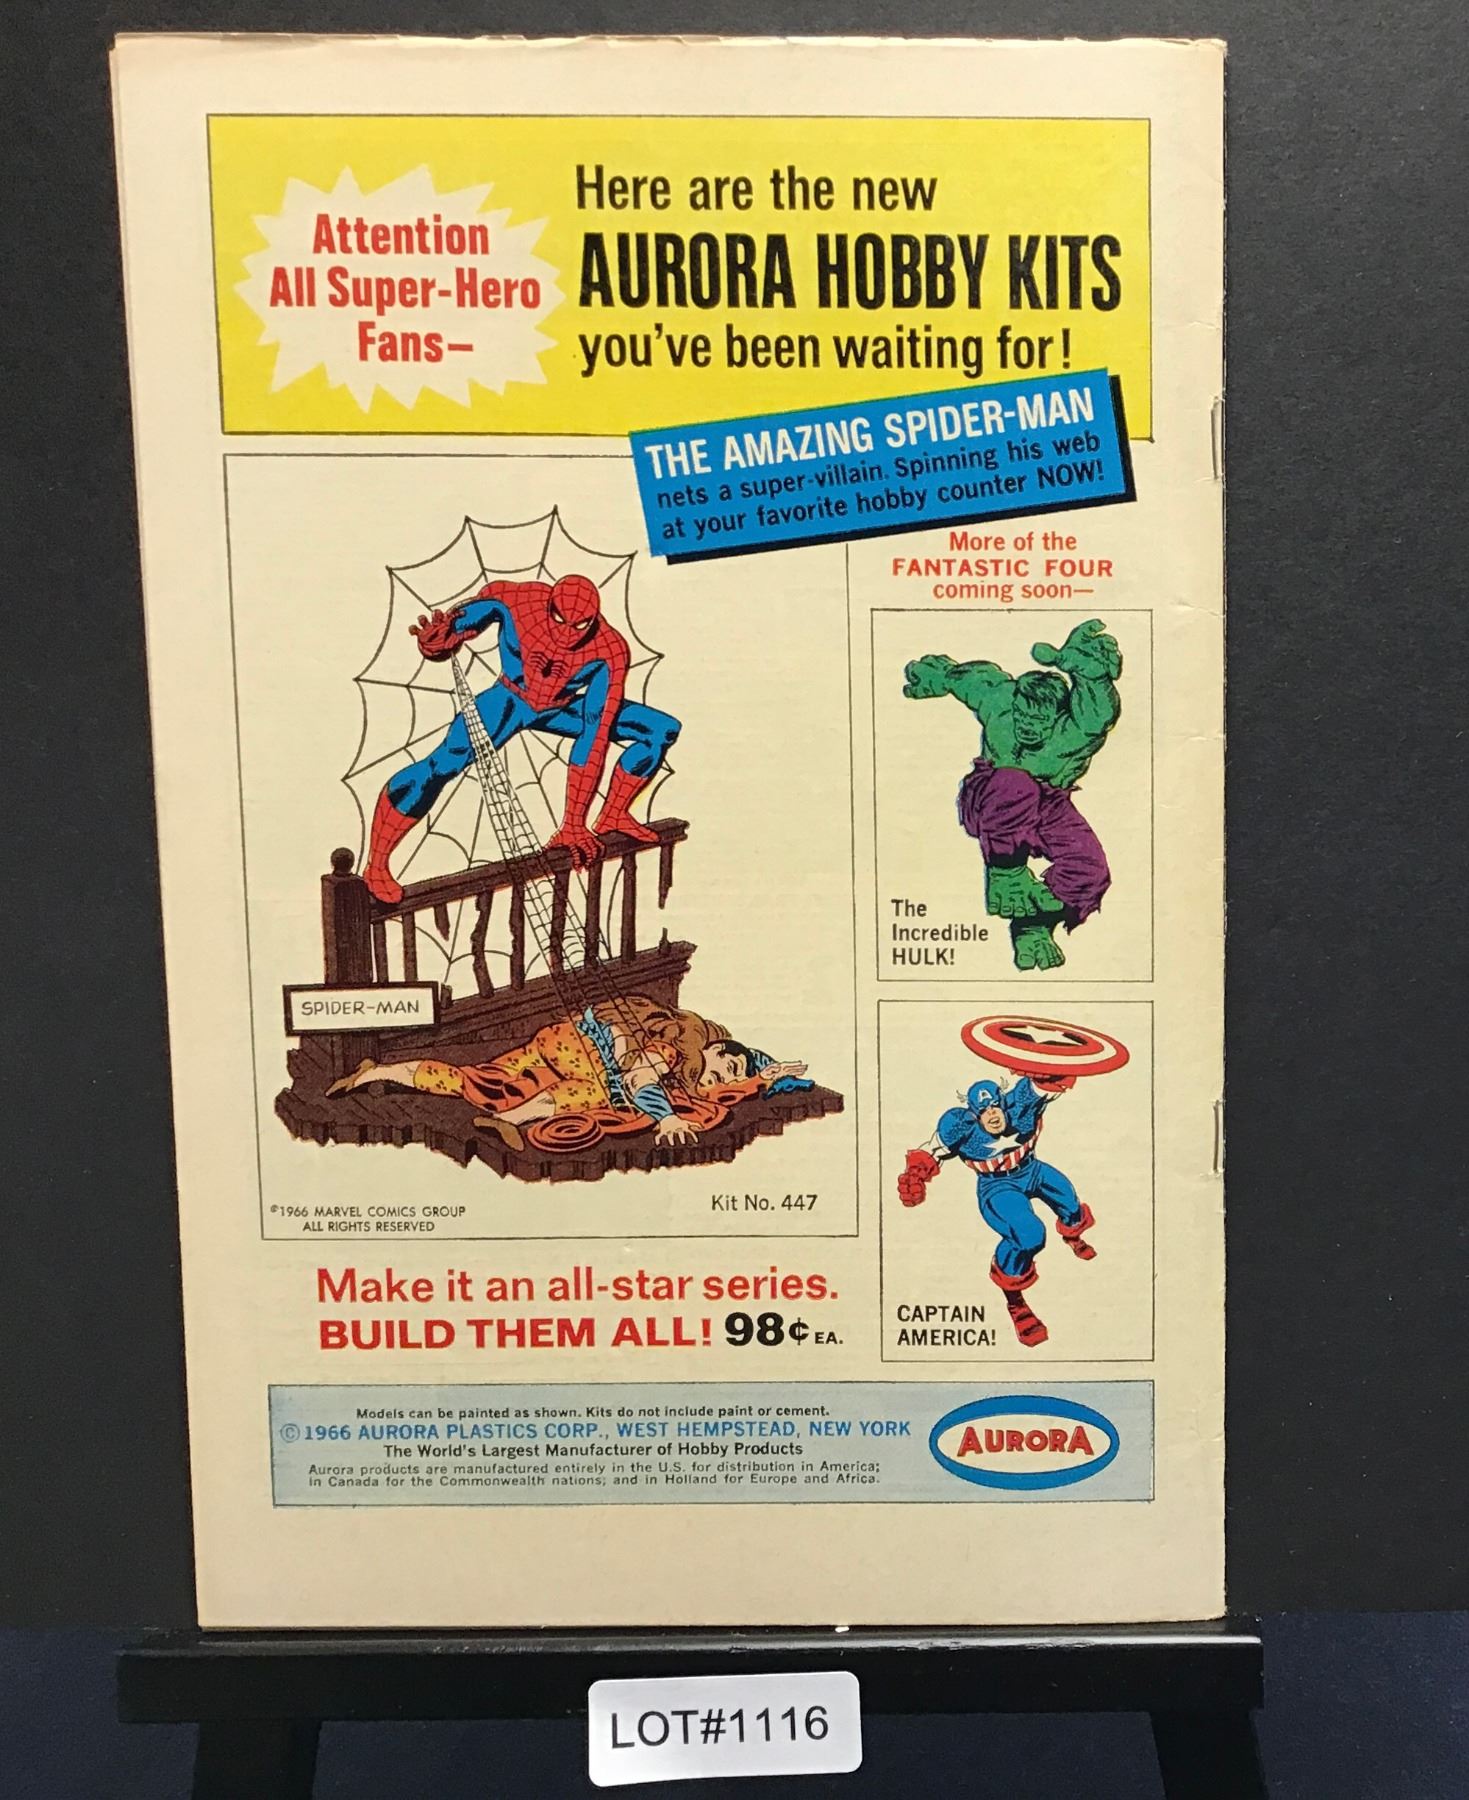 Attention
All Super-Hero
Fans—
Here are the new
AURORA HOBBY KITS
you've been waiting for!
THE AMAZING SPIDER-MAN
nets a super-villain. Spinning his web
at your favorite hobby counter NOW!
More of the
FANTASTIC FOUR
coming soon—
The
Incredible
HULK!
SPIDER-MAN
A
Kit No. 447
©1966 MARVEL COMICS GROUP
ALL RIGHTS RESERVED
CAPTAIN
AMERICA!
Make it an all-star series.
BUILD THEM ALL! 98¢ EA.
Models can be painted as shown. Kits do not include paint or cement.
©1966 AURORA PLASTICS CORP., WEST HEMPSTEAD, NEW YORK
The World's Largest Manufacturer of Hobby Products
Aurora products are manufactured entirely in the U.S. for distribution in America;
in Canada for the Commonwealth nations; and in Holland for Europe and Africa.
AURORA
LOT#1116